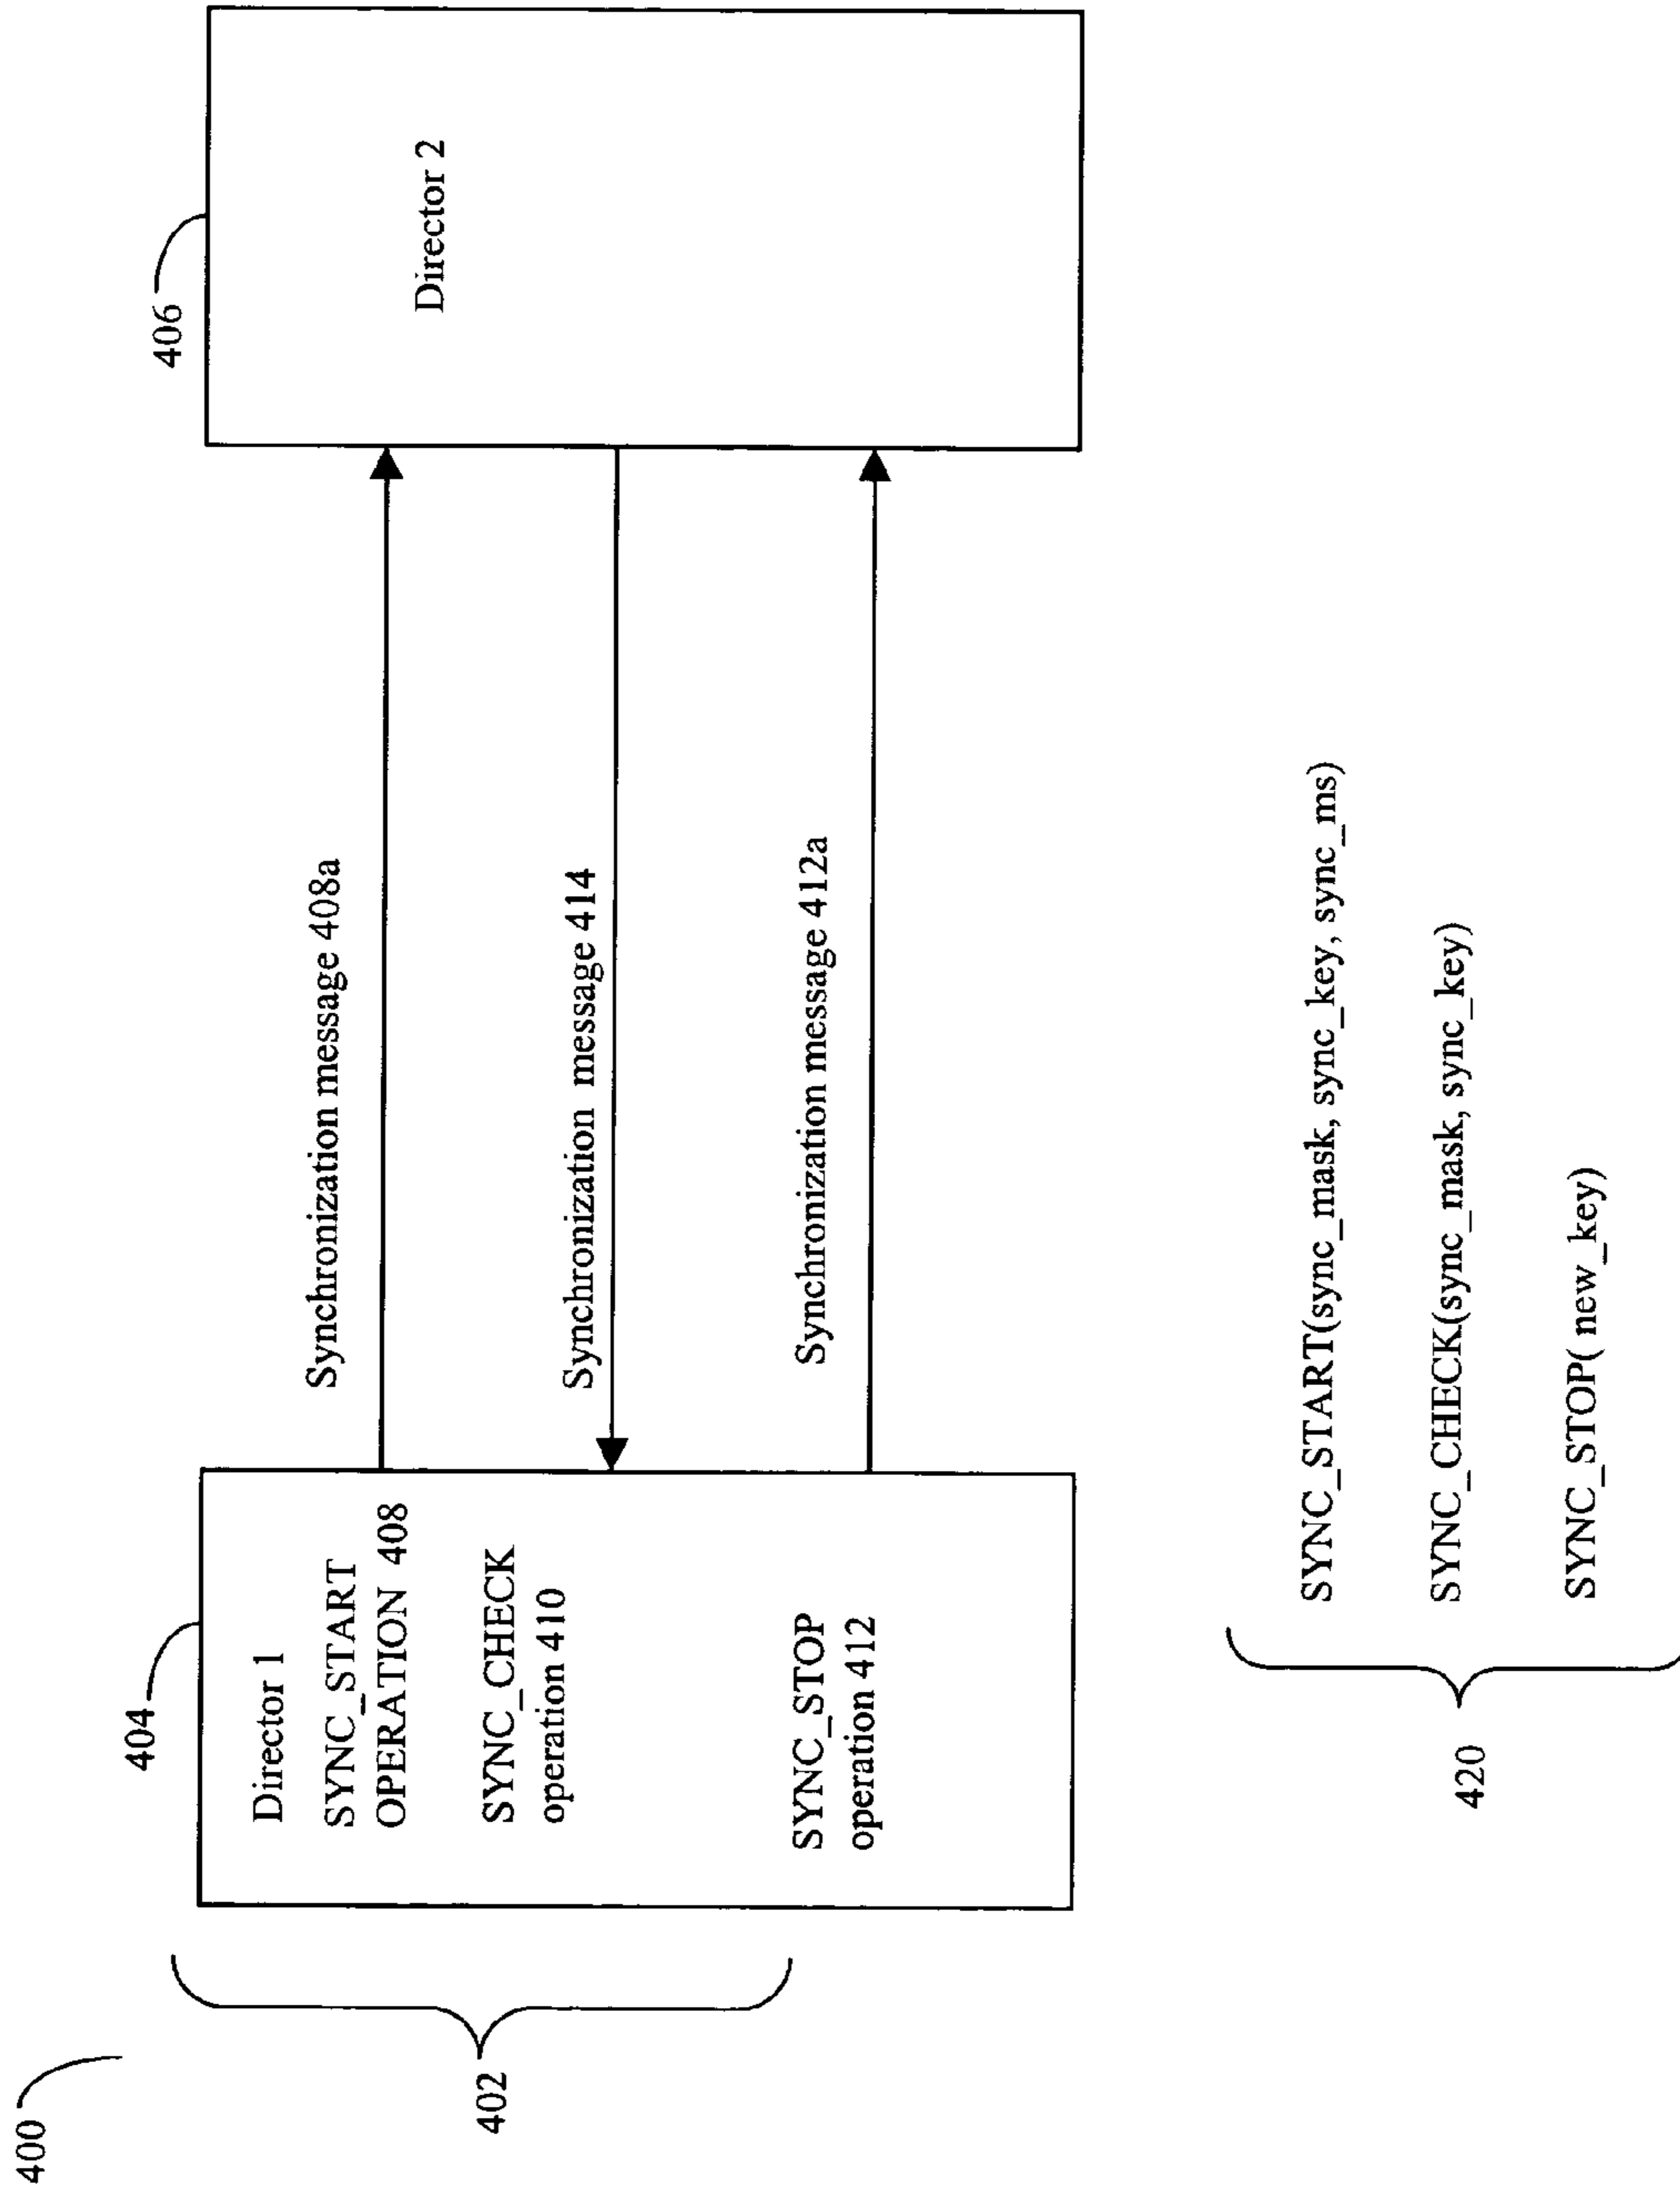 400
402
404
Director 1
SYNC_START
OPERATION 408
SYNC_CHECK
operation 410
SYNC_STOP
operation 412
Synchronization message 408a
Synchronization message 414
Synchronization message 412a
406
Director 2
420
SYNC_START(sync_mask, sync_key, sync_ms)
SYNC_CHECK(sync_mask, sync_key)
SYNC_STOP( new_key)